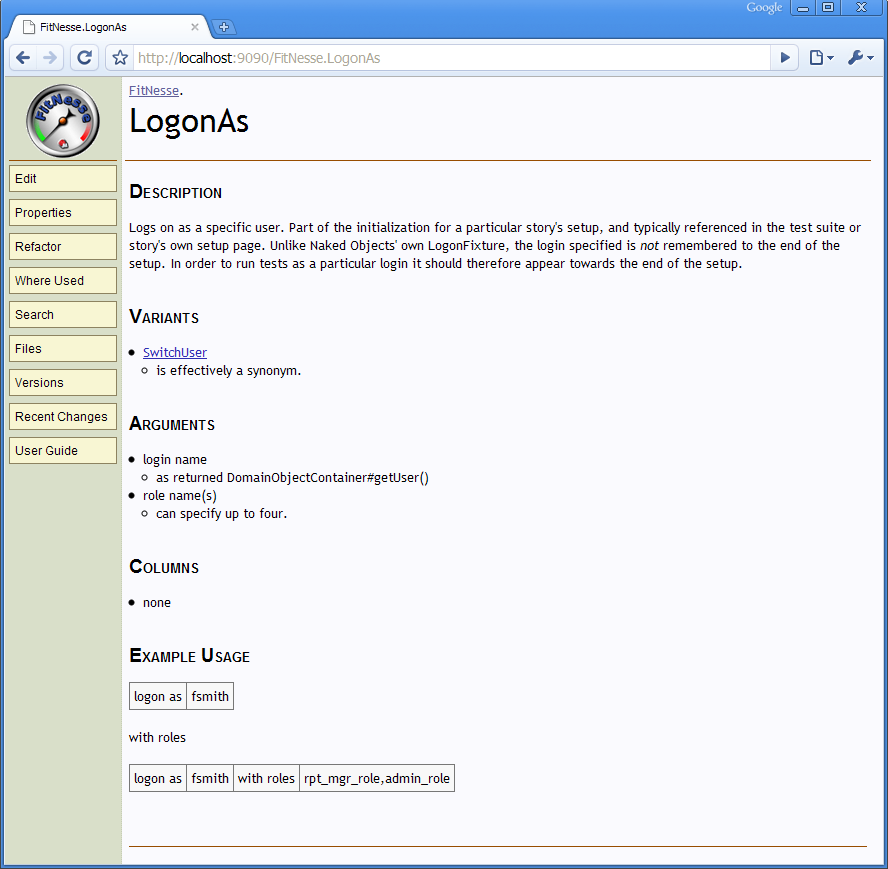 Google
FitNesse.LogonAs
http://localhost:9090/FitNesse.LogonAs
FitNesse
FitNesse.
LogonAs
Edit
Properties
Refactor
Where Used
Search
Files
Versions
Recent Changes
User Guide
Description
Logs on as a specific user. Part of the initialization for a particular story's setup, and typically referenced in the test suite or
story's own setup page. Unlike Naked Objects' own LogonFixture, the login specified is not remembered to the end of the
setup. In order to run tests as a particular login it should therefore appear towards the end of the setup.
Variants
SwitchUser
is effectively a synonym.
Arguments
login name
as returned DomainObjectContainer#getUser()
role name(s)
can specify up to four.
Columns
none
Example Usage
logon as fsmith
with roles
logon as fsmith with roles rpt_mgr_role,admin_role